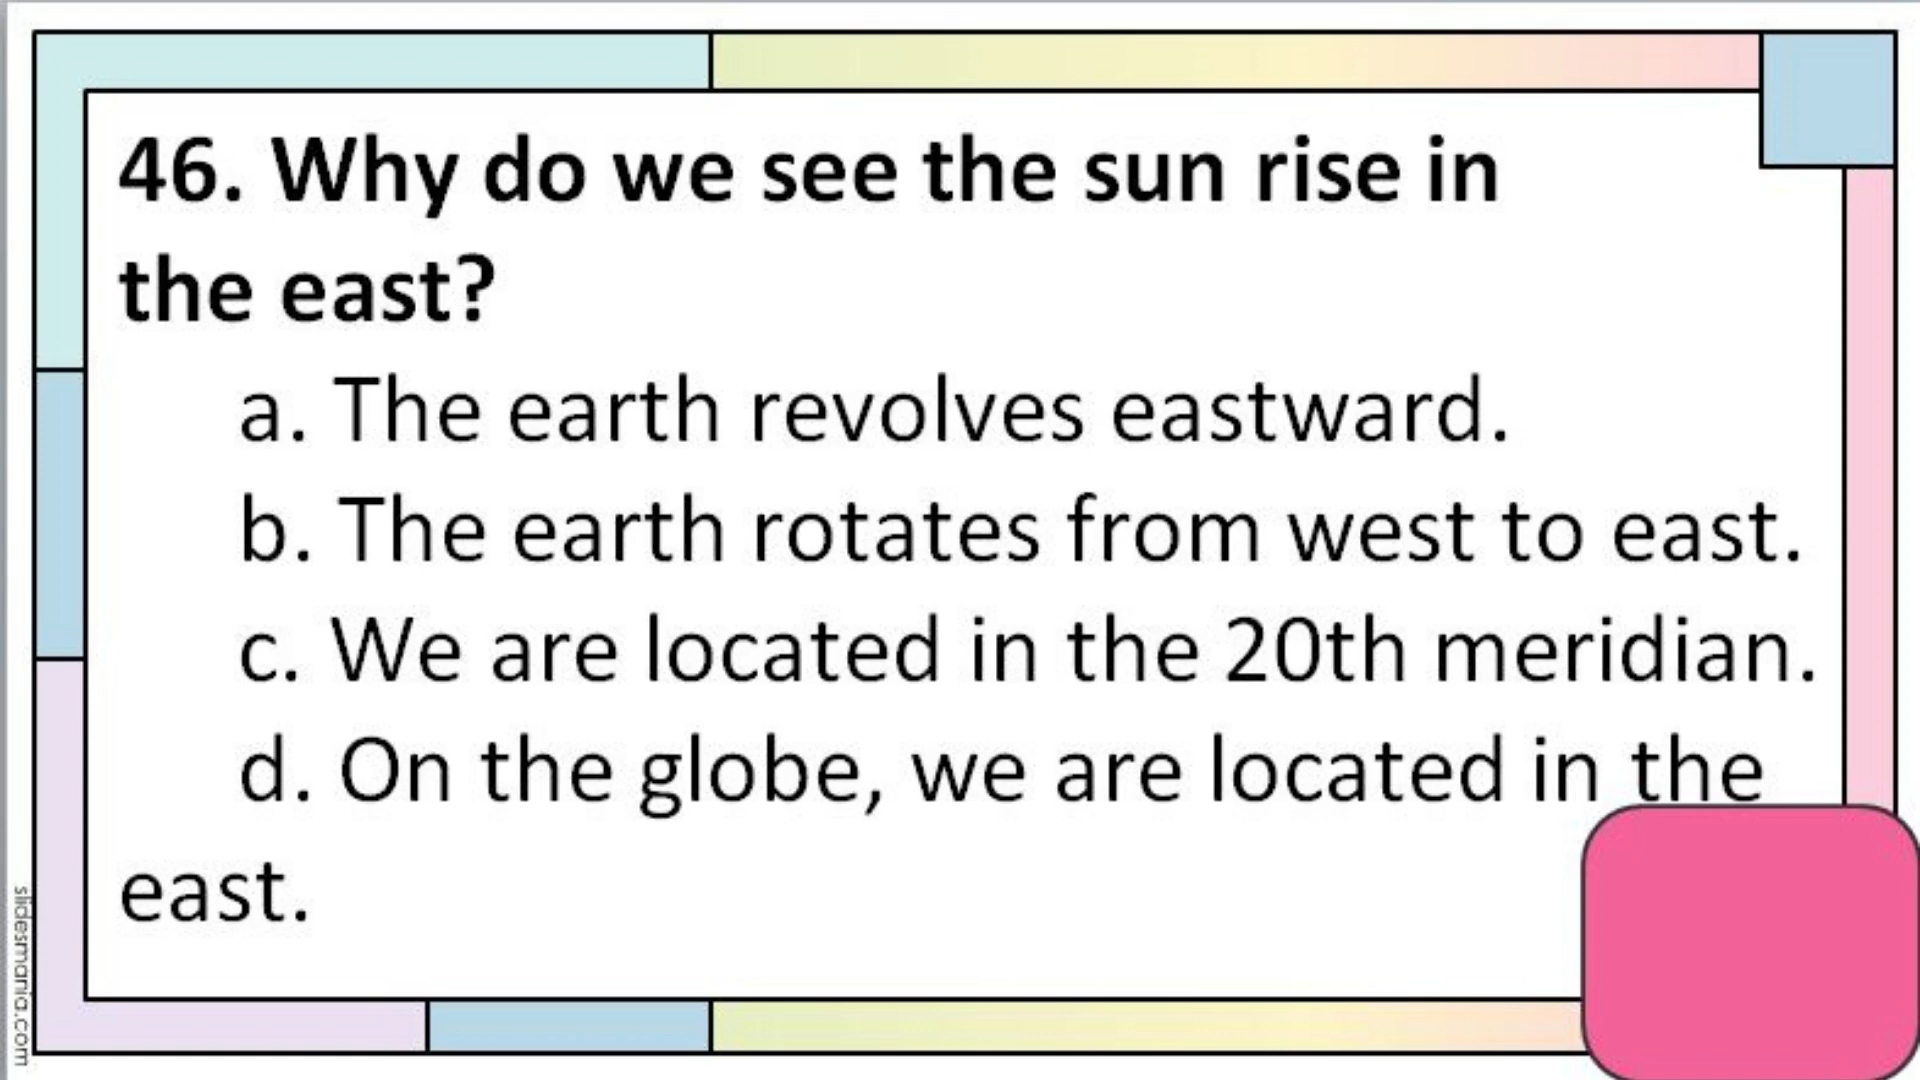 46. Why do we see the sun rise in
the east?
a. The earth revolves eastward.
b. The earth rotates from west to east.
c. We are located in the 20th meridian.
d. On the globe, we are located in the
east.
slidesmania.com